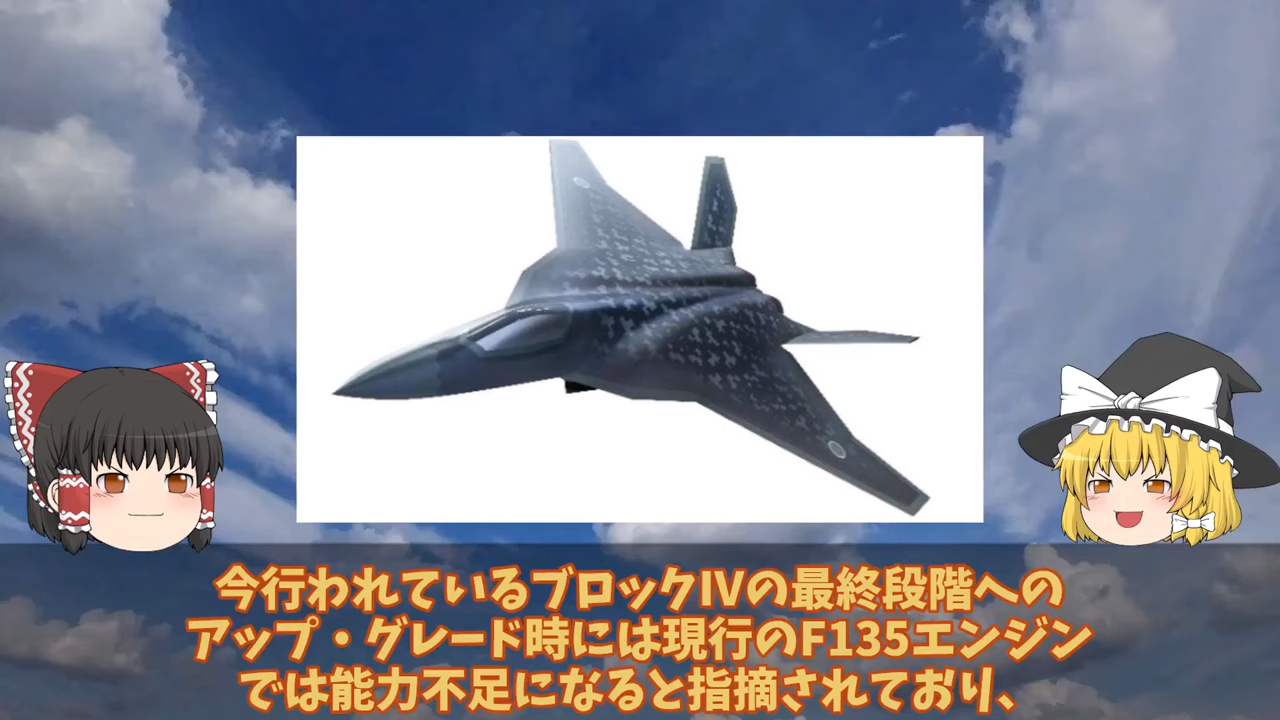 今行われているブロックⅣの最終段階への
アップ・グレード時には現行のF135エンジン
では能力不足になると指摘されており、